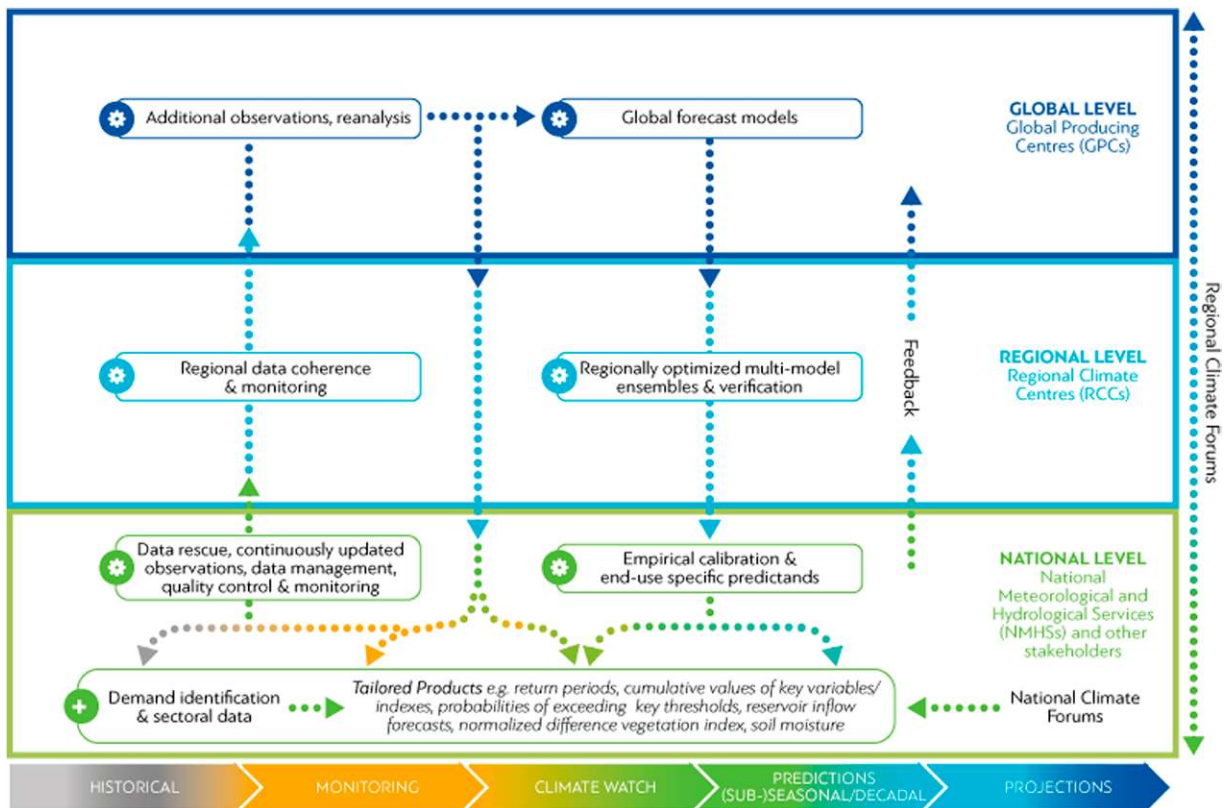 Additional observations, reanalysis
Global forecast models
GLOBAL LEVEL
Global Producing
Centres (GPCs)
Regional data coherence
& monitoring
Regionally optimized multi-model
ensembles & verification
Feedback
REGIONAL LEVEL
Regional Climate
Centres (RCCs)
Regional Climate Forums
Data rescue, continuously updated
observations, data management,
quality control & monitoring
Empirical calibration &
end-use specific predictands
NATIONAL LEVEL
National
Meteorological and
Hydrological Services
(NMHSs) and other
stakeholders
Demand identification
& sectoral data
Tailored Products e.g. return periods, cumulative values of key variables/
indexes, probabilities of exceeding key thresholds, reservoir inflow
forecasts, normalized difference vegetation index, soil moisture
National Climate
Forums
HISTORICAL
MONITORING
CLIMATE WATCH
PREDICTIONS
(SUB-)SEASONAL/DECADAL
PROJECTIONS